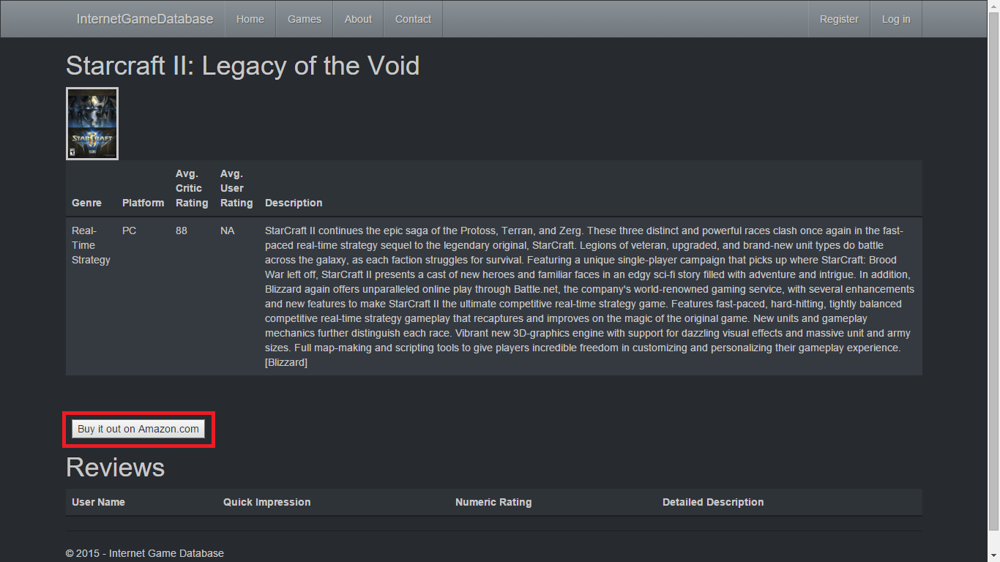 InternetGameDatabase Home Games About Contact Register Log in
Starcraft II: Legacy of the Void
STARCRAFT
Genre Platform Avg. Critic Rating Avg. User Rating Description
Real-Time Strategy PC 88 NA
StarCraft II continues the epic saga of the Protoss, Terran, and Zerg. These three distinct and powerful races clash once again in the fast-
paced real-time strategy sequel to the legendary original, StarCraft. Legions of veteran, upgraded, and brand-new unit types do battle
across the galaxy, as each faction struggles for survival. Featuring a unique single-player campaign that picks up where StarCraft: Brood
War left off, StarCraft II presents a cast of new heroes and familiar faces in an edgy sci-fi story filled with adventure and intrigue. In addition,
Blizzard again offers unparalleled online play through Battle.net, the company's world-renowned gaming service, with several enhancements
and new features to make StarCraft II the ultimate competitive real-time strategy game. Features fast-paced, hard-hitting, tightly balanced
competitive real-time strategy gameplay that recaptures and improves on the magic of the original game. New units and gameplay
mechanics further distinguish each race. Vibrant new 3D-graphics engine with support for dazzling visual effects and massive unit and army
sizes. Full map-making and scripting tools to give players incredible freedom in customizing and personalizing their gameplay experience.
[Blizzard]
Buy it out on Amazon.com
Reviews
User Name Quick Impression Numeric Rating Detailed Description
© 2015 - Internet Game Database